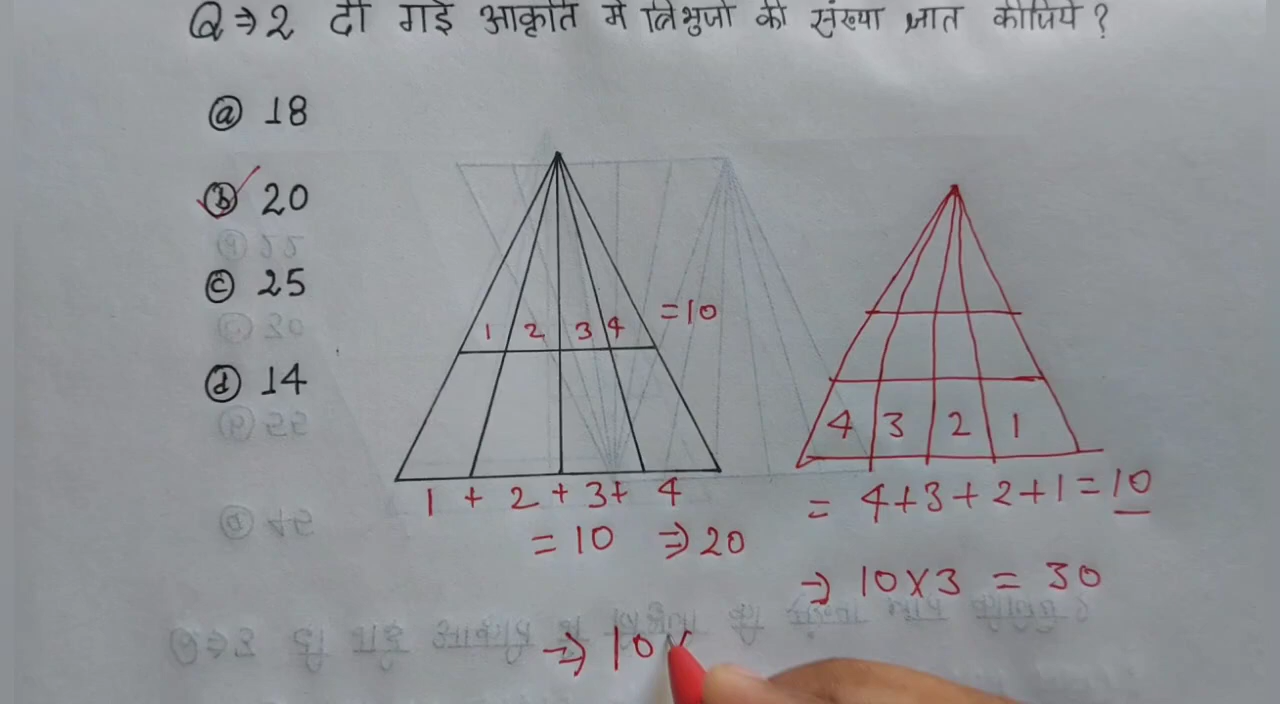 Q ⇒ 2 दी गई आकृति में त्रिभुजों की संख्या ज्ञात कीजिये ?
ⓐ 18
ⓑ 20
ⓒ 25
ⓓ 14
1 2 3 4 = 10
1 + 2 + 3 + 4
= 10 ⇒ 20
⇒ 10
4 3 2 1
= 4 + 3 + 2 + 1 = 10
⇒ 10 × 3 = 30